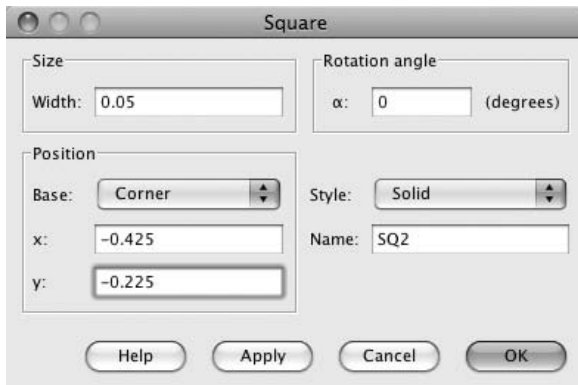 Square
Size
Width: 0.05
Rotation angle
α: 0 (degrees)
Position
Base: Corner
x: -0.425
y: -0.225
Style: Solid
Name: SQ2
Help Apply Cancel OK